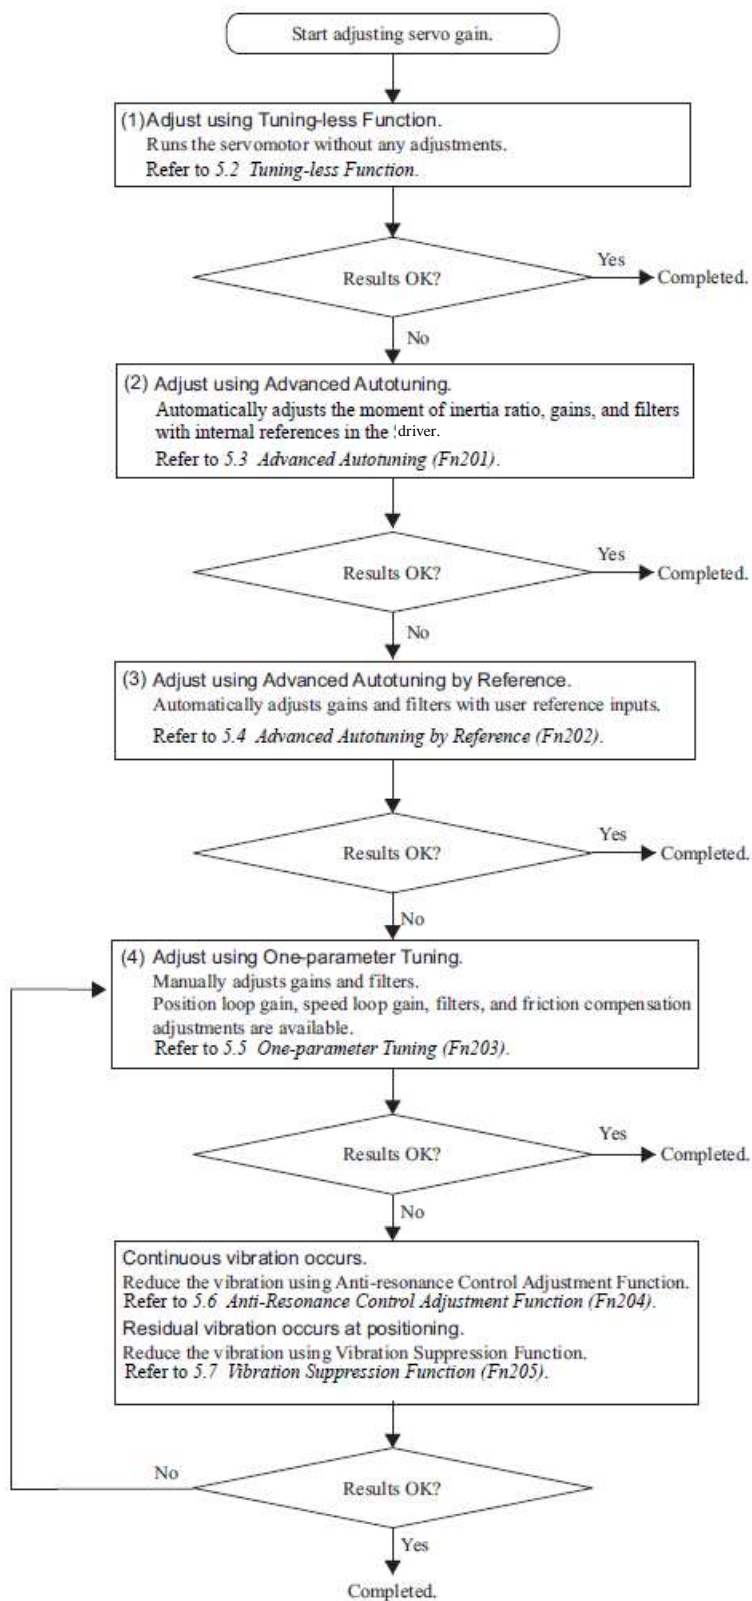 Start adjusting servo gain.
(1)Adjust using Tuning-less Function.
Runs the servomotor without any adjustments.
Refer to 5.2 Tuning-less Function.
Results OK?
Yes
Completed.
No
(2) Adjust using Advanced Autotuning.
Automatically adjusts the moment of inertia ratio, gains, and filters
with internal references in the driver.
Refer to 5.3 Advanced Autotuning (Fn201).
Results OK?
Yes
Completed.
No
(3) Adjust using Advanced Autotuning by Reference.
Automatically adjusts gains and filters with user reference inputs.
Refer to 5.4 Advanced Autotuning by Reference (Fn202).
Results OK?
Yes
Completed.
No
(4) Adjust using One-parameter Tuning.
Manually adjusts gains and filters.
Position loop gain, speed loop gain, filters, and friction compensation
adjustments are available.
Refer to 5.5 One-parameter Tuning (Fn203).
Results OK?
Yes
Completed.
No
Continuous vibration occurs.
Reduce the vibration using Anti-resonance Control Adjustment Function.
Refer to 5.6 Anti-Resonance Control Adjustment Function (Fn204).
Residual vibration occurs at positioning.
Reduce the vibration using Vibration Suppression Function.
Refer to 5.7 Vibration Suppression Function (Fn205).
No
Results OK?
Yes
Completed.